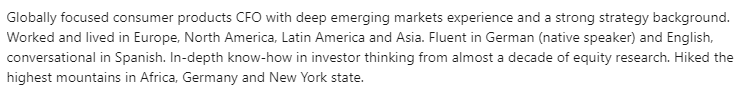 Globally focused consumer products CFO with deep emerging markets experience and a strong strategy background.
Worked and lived in Europe, North America, Latin America and Asia. Fluent in German (native speaker) and English,
conversational in Spanish. In-depth know-how in investor thinking from almost a decade of equity research. Hiked the
highest mountains in Africa, Germany and New York state.